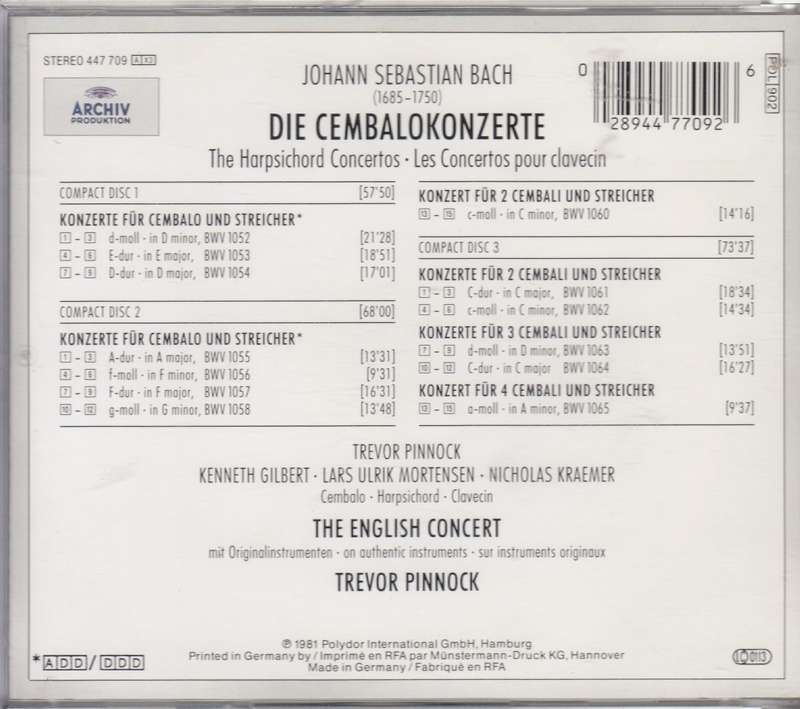 STEREO 447 709 AX3
ARCHIV
PRODUKTION
JOHANN SEBASTIAN BACH
(1685-1750)
DIE CEMBALOKONZERTE
The Harpsichord Concertos · Les Concertos pour clavecin
0 28944 77092 6
POL 902
COMPACT DISC 1 [57'50]
KONZERTE FÜR CEMBALO UND STREICHER*
1 - 3 d-moll · in D minor, BWV 1052 [21'28]
4 - 6 E-dur · in E major, BWV 1053 [18'51]
7 - 9 D-dur · in D major, BWV 1054 [17'01]
COMPACT DISC 2 [68'00]
KONZERTE FÜR CEMBALO UND STREICHER*
1 - 3 A-dur · in A major, BWV 1055 [13'31]
4 - 6 f-moll · in F minor, BWV 1056 [9'31]
7 - 9 F-dur · in F major, BWV 1057 [16'31]
10 - 12 g-moll · in G minor, BWV 1058 [13'48]
KONZERT FÜR 2 CEMBALI UND STREICHER
13 - 15 c-moll · in C minor, BWV 1060 [14'16]
COMPACT DISC 3 [73'37]
KONZERTE FÜR 2 CEMBALI UND STREICHER
1 - 3 C-dur · in C major, BWV 1061 [18'34]
4 - 6 c-moll · in C minor, BWV 1062 [14'34]
KONZERTE FÜR 3 CEMBALI UND STREICHER
7 - 9 d-moll · in D minor, BWV 1063 [13'51]
10 - 12 C-dur · in C major BWV 1064 [16'27]
KONZERT FÜR 4 CEMBALI UND STREICHER
13 - 15 a-moll · in A minor, BWV 1065 [9'37]
TREVOR PINNOCK
KENNETH GILBERT · LARS ULRIK MORTENSEN · NICHOLAS KRAEMER
Cembalo · Harpsichord · Clavecin
THE ENGLISH CONCERT
mit Originalinstrumenten · on authentic instruments · sur instruments originaux
TREVOR PINNOCK
℗ 1981 Polydor International GmbH, Hamburg
Printed in Germany by / Imprimé en RFA par Münstermann-Druck KG, Hannover
Made in Germany / Fabriqué en RFA
*ADD/DDD